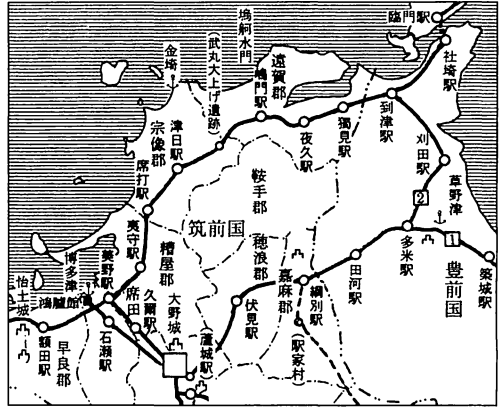 臨門駅
社埼駅
到津駅
刈田駅
草野津
2
1
多米駅
築城駅
豊前国
田河駅
綱別駅
(駅家村)
獨見駅
夜久駅
嶋門駅
塢舸水門
遠賀郡
(武丸大上げ遺跡)
金埼
津日駅
宗像郡
席打駅
夷守駅
鞍手郡
筑前国
穂浪郡
嘉麻郡
糟屋郡
伏見駅
大野城
蘆城駅
席田
久爾駅
石瀬駅
美野駅
博多津
鴻臚館
怡土城
額田駅
早良郡